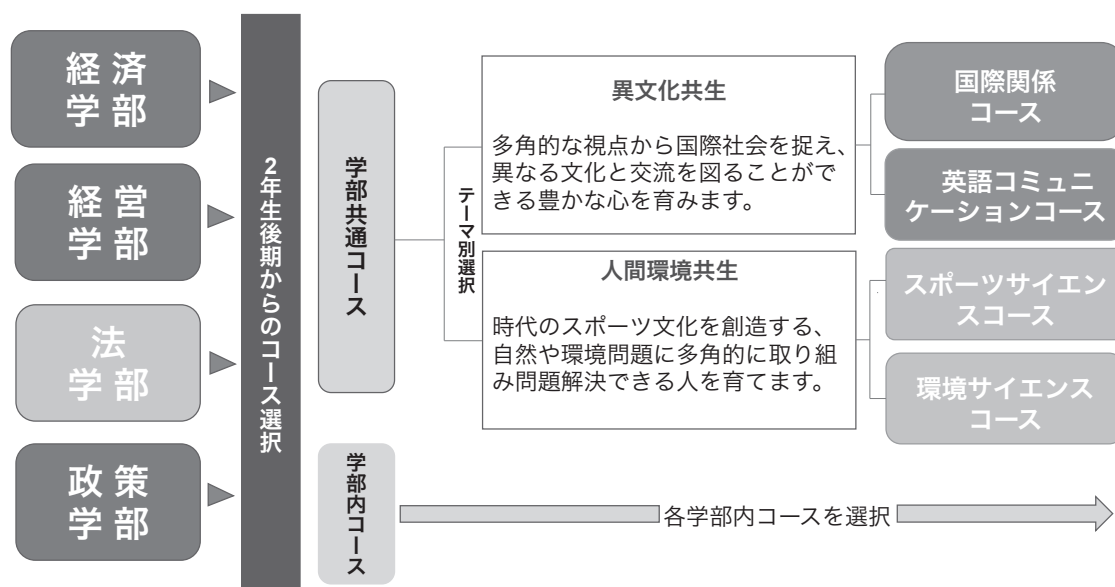 経済
学部
経営
学部
法
学部
政策
学部
2年生後期からのコース選択
学部共通コース
テーマ別選択
異文化共生
多角的な視点から国際社会を捉え、
異なる文化と交流を図ることがで
きる豊かな心を育みます。
人間環境共生
時代のスポーツ文化を創造する、
自然や環境問題に多角的に取り組
み問題解決できる人を育てます。
国際関係
コース
英語コミュニ
ケーションコース
スポーツサイエン
スコース
環境サイエンス
コース
学部内コース
各学部内コースを選択